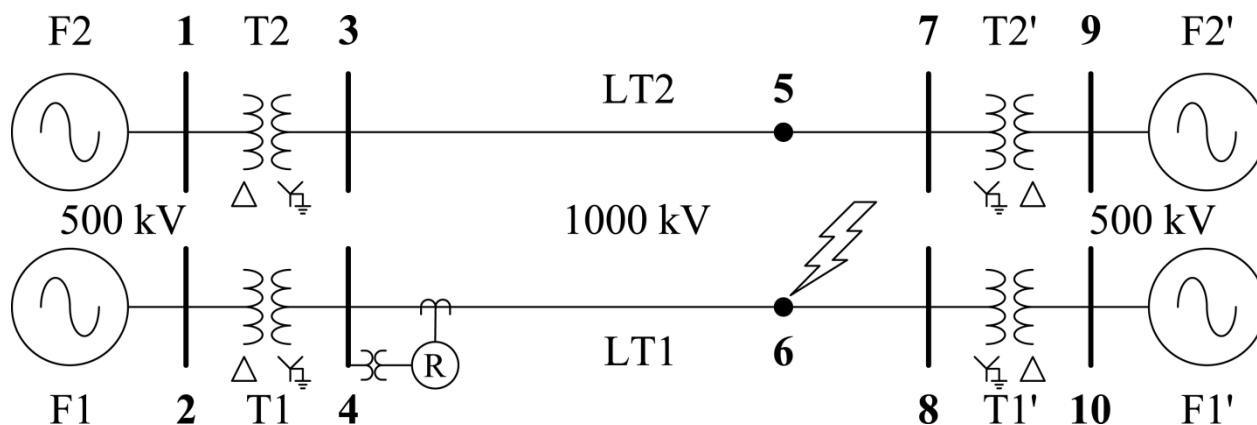 F2 1 T2 3 7 T2' 9 F2'
LT2 5
500 kV 1000 kV 500 kV
R LT1 6
F1 2 T1 4 8 T1' 10 F1'